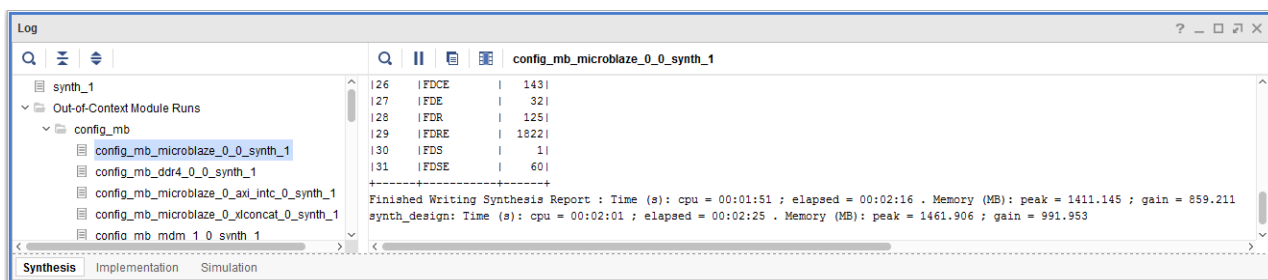 Log
config_mb_microblaze_0_0_synth_1
synth_1
Out-of-Context Module Runs
config_mb
config_mb_microblaze_0_0_synth_1
config_mb_ddr4_0_0_synth_1
config_mb_microblaze_0_axi_intc_0_synth_1
config_mb_microblaze_0_xlconcat_0_synth_1
config_mb_mdm_1_0_synth_1
|26 |FDCE | 143|
|27 |FDE | 32|
|28 |FDR | 125|
|29 |FDRE | 1822|
|30 |FDS | 1|
|31 |FDSE | 60|
+------+-----------+------+
Finished Writing Synthesis Report : Time (s): cpu = 00:01:51 ; elapsed = 00:02:16 . Memory (MB): peak = 1411.145 ; gain = 859.211
synth_design: Time (s): cpu = 00:02:01 ; elapsed = 00:02:25 . Memory (MB): peak = 1461.906 ; gain = 991.953
Synthesis Implementation Simulation